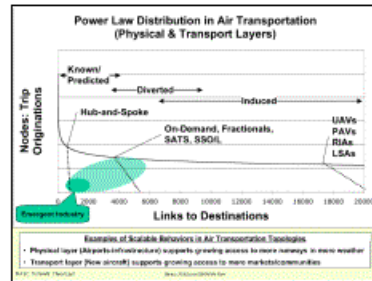 Power Law Distribution in Air Transportation
(Physical & Transport Layers)
Known/
Predicted
Diverted
Induced
Hub-and-Spoke
On-Demand, Fractionals,
SATS, SSOIL
UAVs
PAVs
RIAs
LSAs
Nodes: Trip
Originations
0 2000 4000 6000 8000 10000 12000 14000 16000 18000 20000
Emergent Industry
Links to Destinations
Examples of Scalable Behaviors in Air Transportation Topologies
• Physical layer (Airports-Infrastructure) supports growing access to more runways in more weather
• Transport layer (New aircraft) supports growing access to more markets/communities